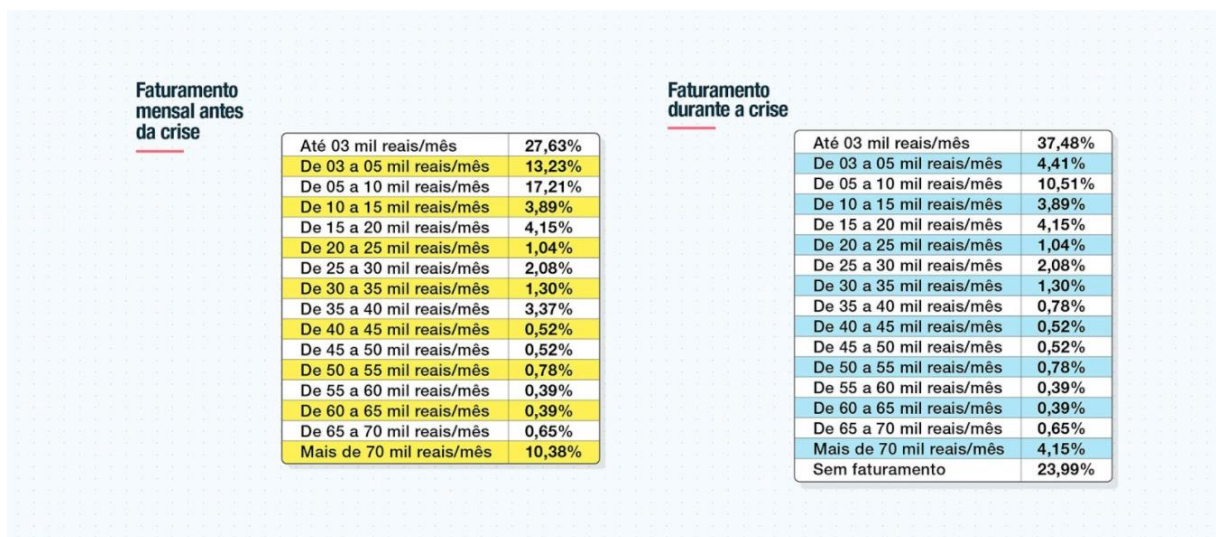 Faturamento
mensal antes
da crise
Até 03 mil reais/mês 27,63%
De 03 a 05 mil reais/mês 13,23%
De 05 a 10 mil reais/mês 17,21%
De 10 a 15 mil reais/mês 3,89%
De 15 a 20 mil reais/mês 4,15%
De 20 a 25 mil reais/mês 1,04%
De 25 a 30 mil reais/mês 2,08%
De 30 a 35 mil reais/mês 1,30%
De 35 a 40 mil reais/mês 3,37%
De 40 a 45 mil reais/mês 0,52%
De 45 a 50 mil reais/mês 0,52%
De 50 a 55 mil reais/mês 0,78%
De 55 a 60 mil reais/mês 0,39%
De 60 a 65 mil reais/mês 0,39%
De 65 a 70 mil reais/mês 0,65%
Mais de 70 mil reais/mês 10,38%
Faturamento
durante a crise
Até 03 mil reais/mês 37,48%
De 03 a 05 mil reais/mês 4,41%
De 05 a 10 mil reais/mês 10,51%
De 10 a 15 mil reais/mês 3,89%
De 15 a 20 mil reais/mês 4,15%
De 20 a 25 mil reais/mês 1,04%
De 25 a 30 mil reais/mês 2,08%
De 30 a 35 mil reais/mês 1,30%
De 35 a 40 mil reais/mês 0,78%
De 40 a 45 mil reais/mês 0,52%
De 45 a 50 mil reais/mês 0,52%
De 50 a 55 mil reais/mês 0,78%
De 55 a 60 mil reais/mês 0,39%
De 60 a 65 mil reais/mês 0,39%
De 65 a 70 mil reais/mês 0,65%
Mais de 70 mil reais/mês 4,15%
Sem faturamento 23,99%